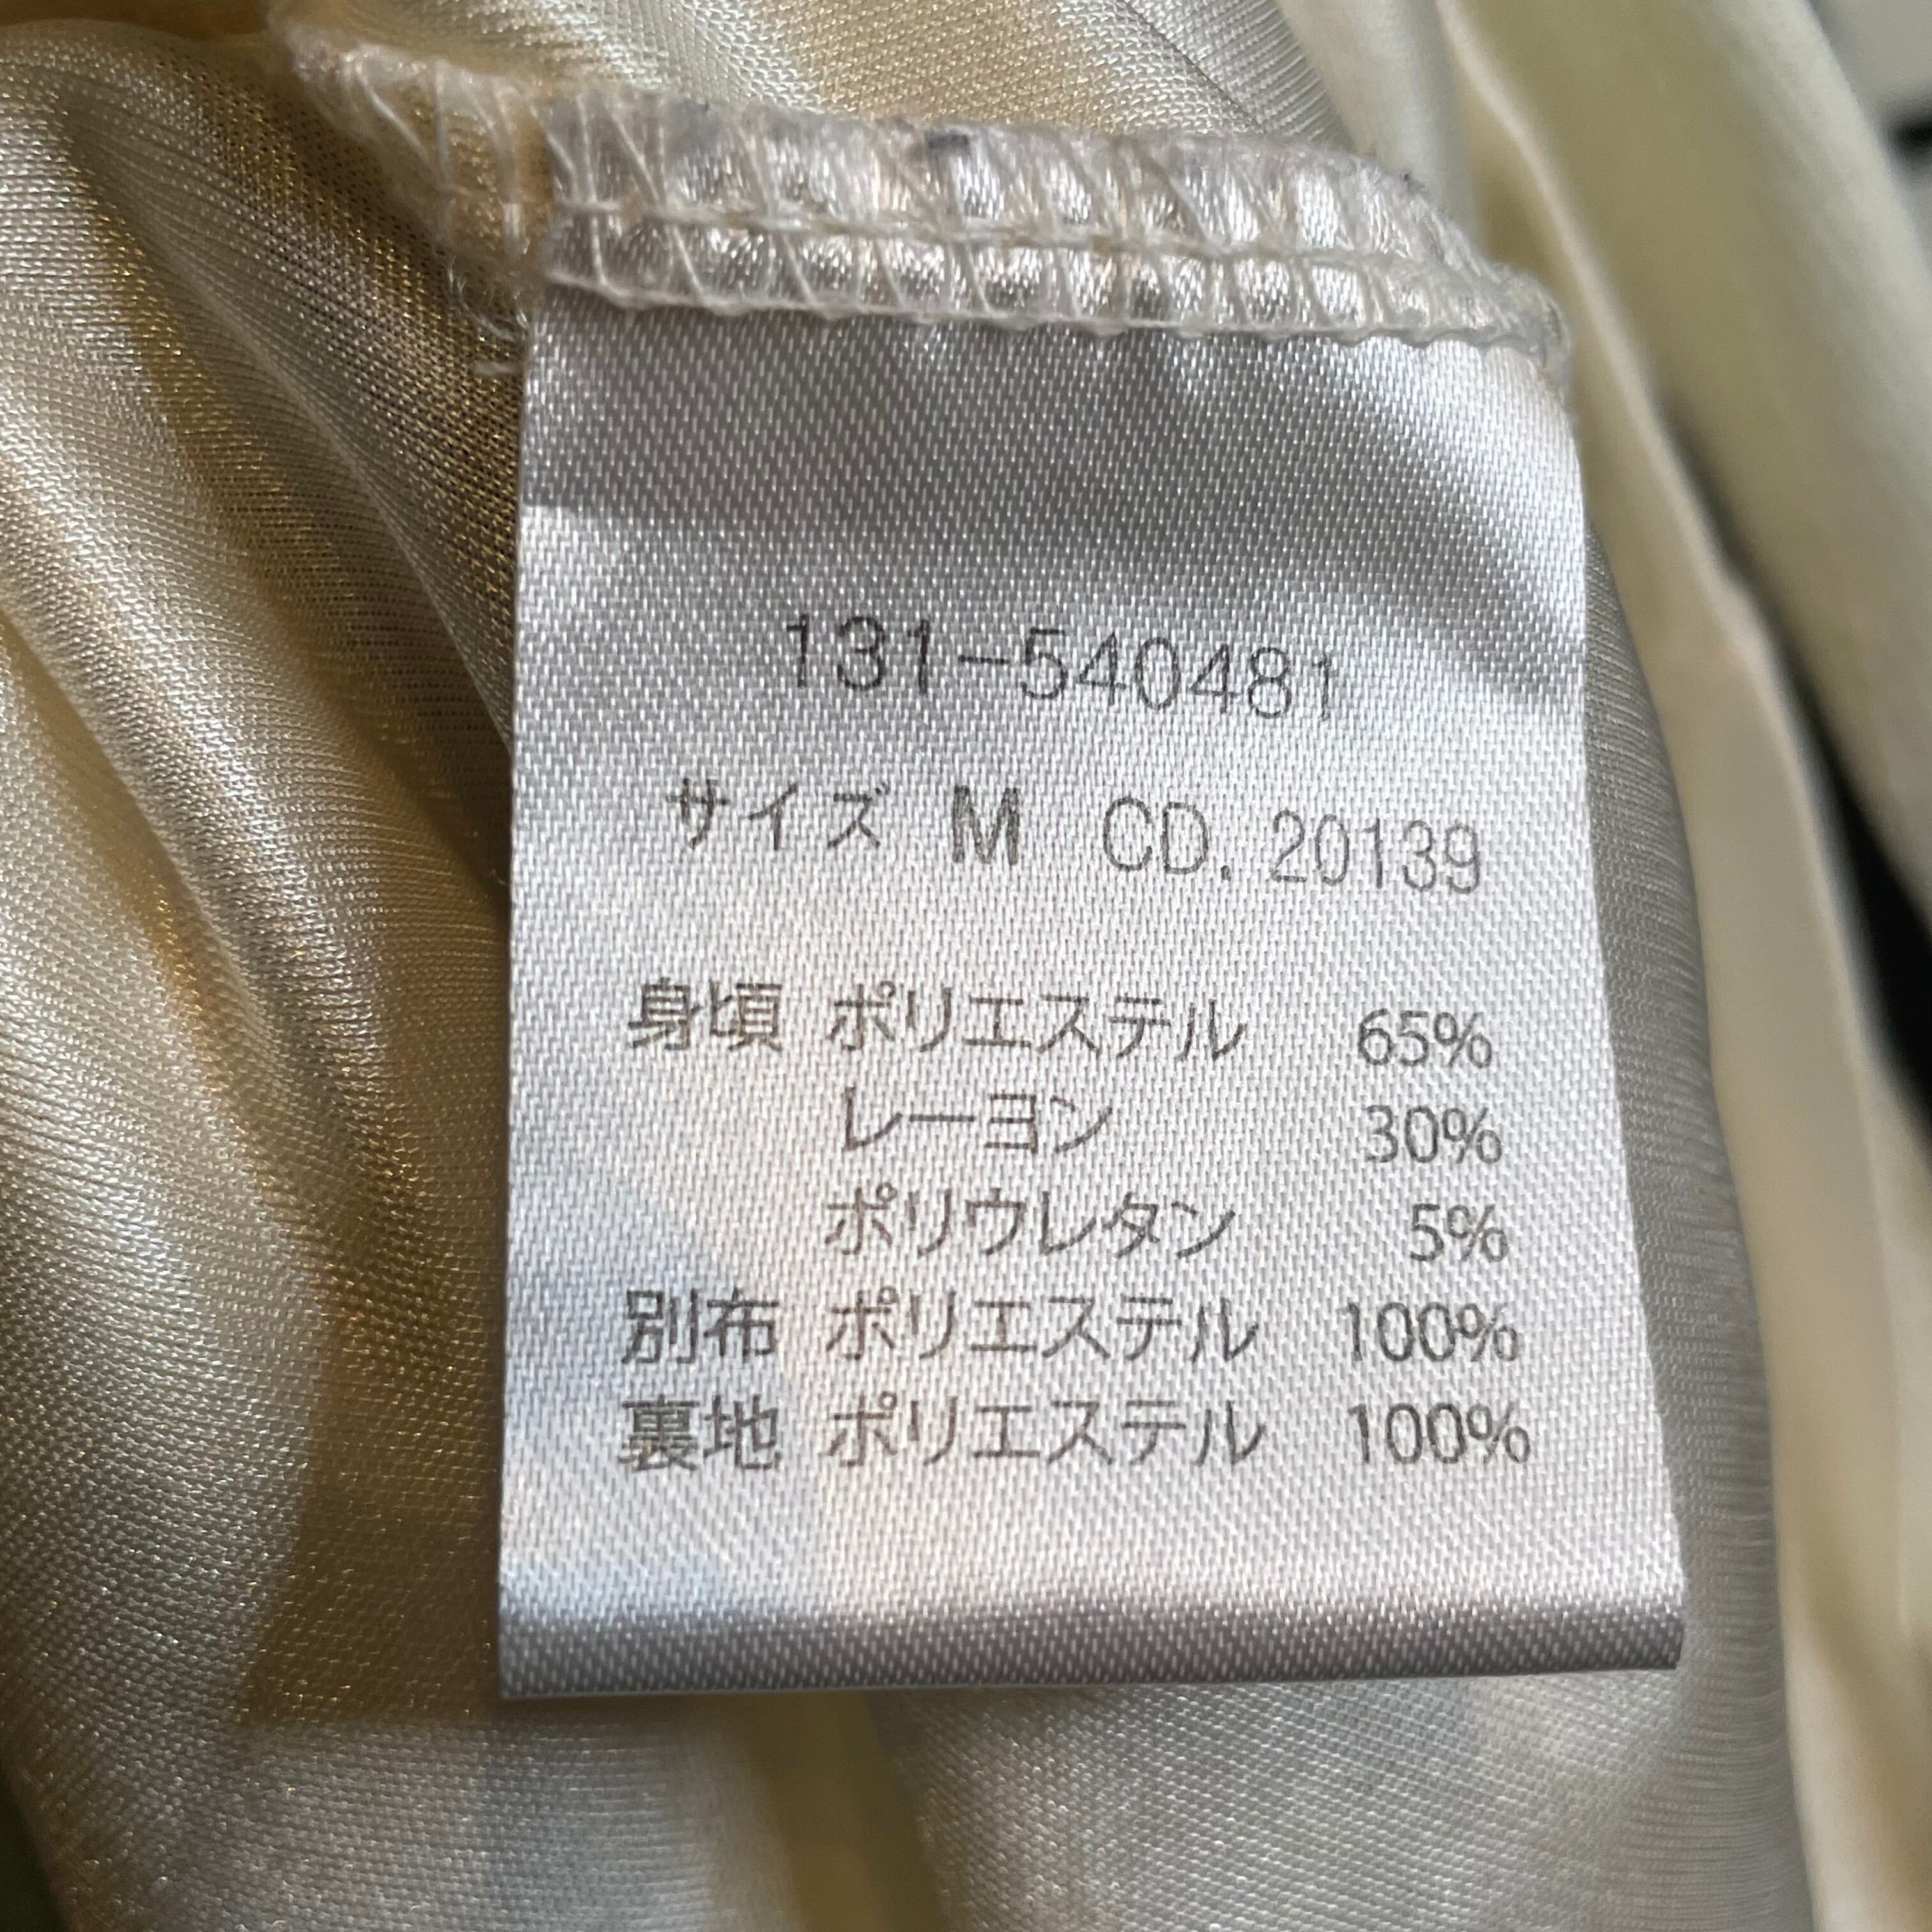 131-540481
サイズ M CD. 20139
身頃 ポリエステル 65%
レーヨン 30%
ポリウレタン 5%
別布 ポリエステル 100%
裏地 ポリエステル 100%